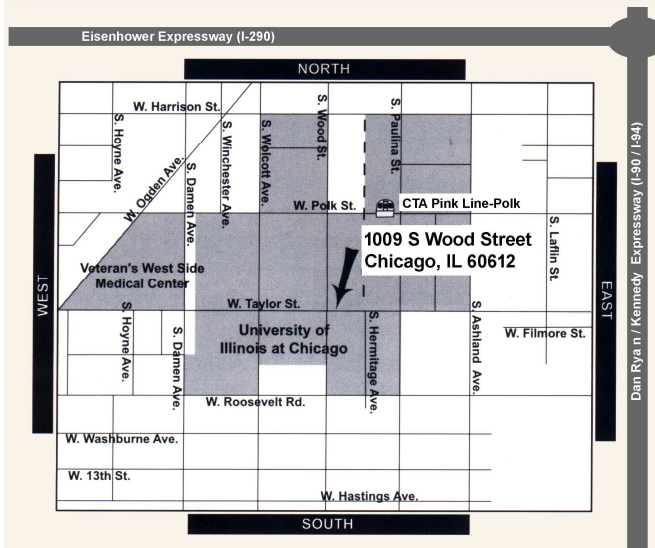 Eisenhower Expressway (I-290)
NORTH
W. Harrison St.
S. Hoyne Ave.
W. Ogden Ave.
S. Damen Ave.
S. Winchester Ave.
S. Wolcott Ave.
S. Wood St.
S. Paulina St.
Dan Rya n / Kennedy Expressway (I-90 / I-94)
W. Polk St.
CTA Pink Line-Polk
S. Laflin St.
1009 S Wood Street
Chicago, IL 60612
Veteran's West Side
Medical Center
WEST
EAST
W. Taylor St.
S. Hoyne Ave.
S. Damen Ave.
University of
Illinois at Chicago
S. Hermitage Ave.
S. Ashland Ave.
W. Filmore St.
W. Roosevelt Rd.
W. Washburne Ave.
W. 13th St.
W. Hastings Ave.
SOUTH